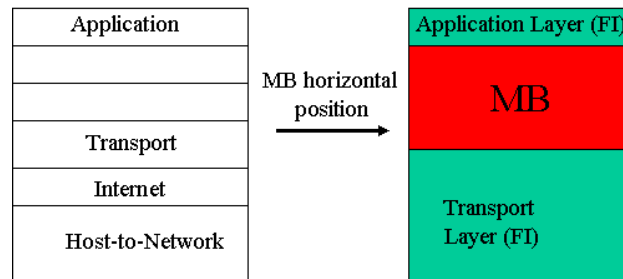 Application
Transport
Internet
Host-to-Network
MB horizontal
position
Application Layer (FI)
MB
Transport
Layer (FI)